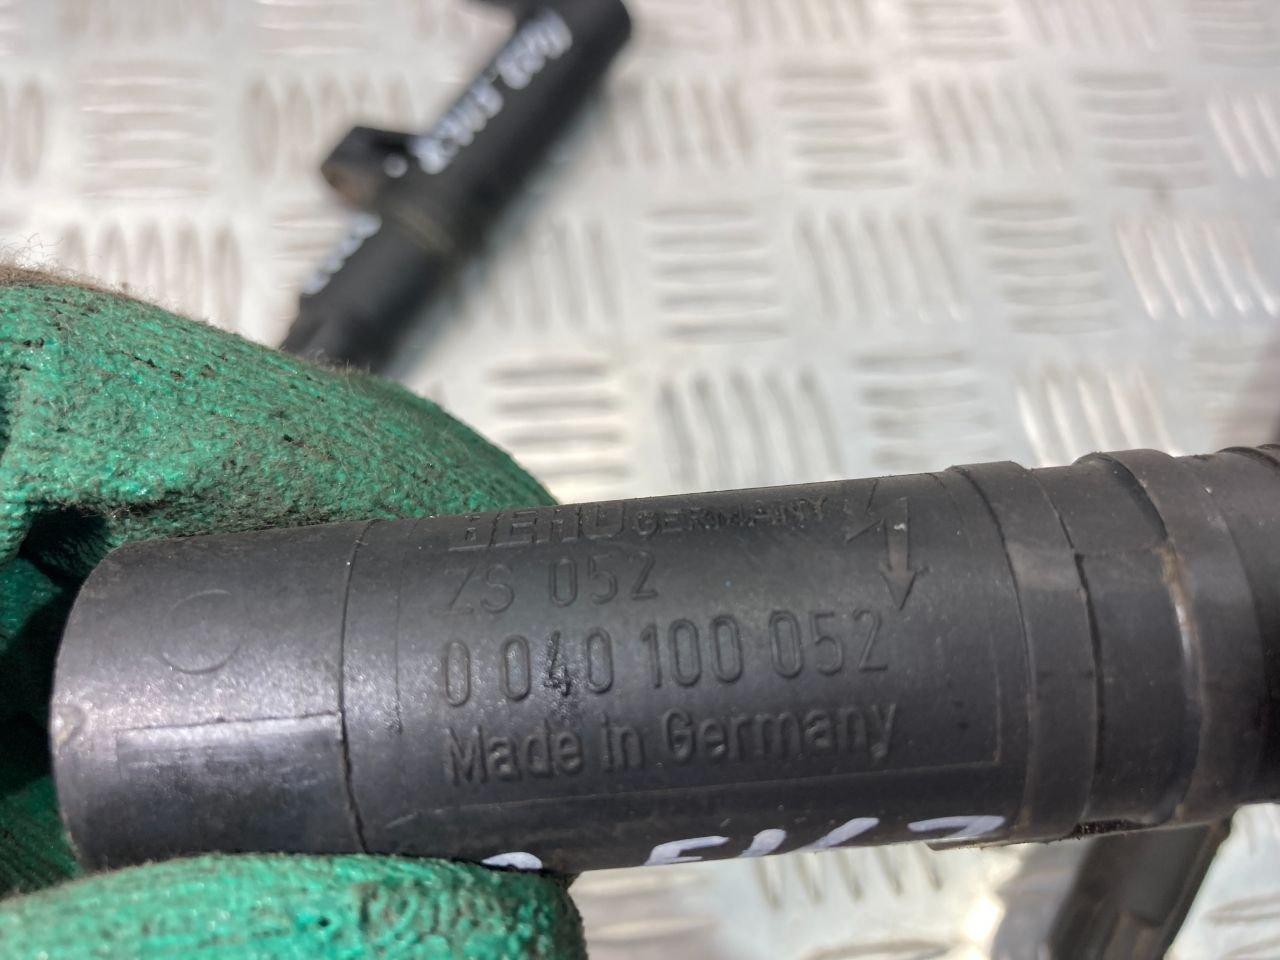 BERU GERMANY
ZS 052
0 040 100 052
Made in Germany